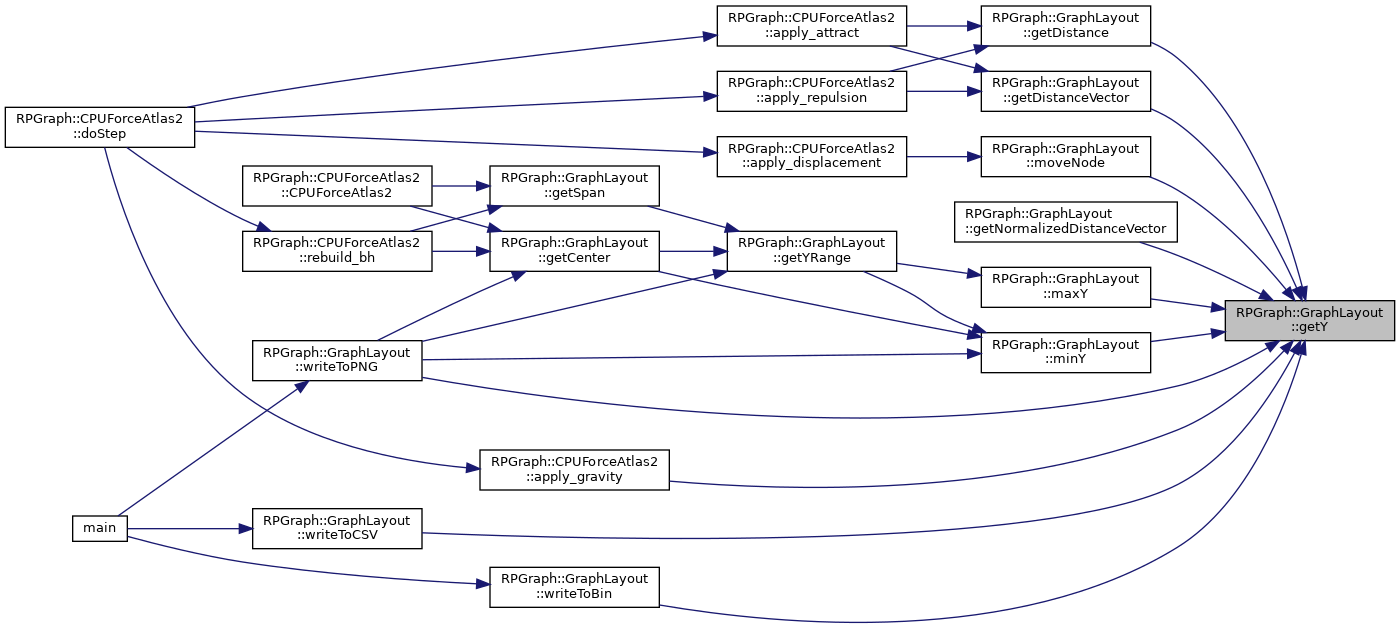 RPGraph::CPUForceAtlas2
::apply_attract
RPGraph::GraphLayout
::getDistance
RPGraph::CPUForceAtlas2
::apply_repulsion
RPGraph::GraphLayout
::getDistanceVector
RPGraph::CPUForceAtlas2
::doStep
RPGraph::CPUForceAtlas2
::apply_displacement
RPGraph::GraphLayout
::moveNode
RPGraph::CPUForceAtlas2
::CPUForceAtlas2
RPGraph::GraphLayout
::getSpan
RPGraph::GraphLayout
::getNormalizedDistanceVector
RPGraph::CPUForceAtlas2
::rebuild_bh
RPGraph::GraphLayout
::getCenter
RPGraph::GraphLayout
::getYRange
RPGraph::GraphLayout
::maxY
RPGraph::GraphLayout
::getY
RPGraph::GraphLayout
::minY
RPGraph::GraphLayout
::writeToPNG
RPGraph::CPUForceAtlas2
::apply_gravity
main
RPGraph::GraphLayout
::writeToCSV
RPGraph::GraphLayout
::writeToBin